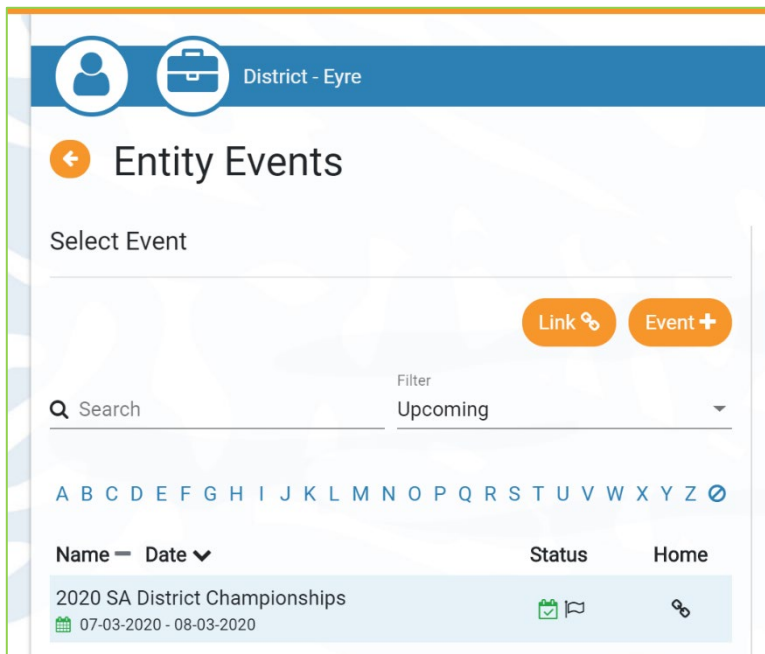 District - Eyre
Entity Events
Select Event
Link Event
Filter
Search Upcoming
A B C D E F G H I J K L M N O P Q R S T U V W X Y Z
Name Date Status Home
2020 SA District Championships
07-03-2020 - 08-03-2020